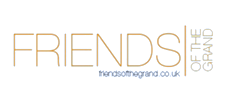 FRIENDS
OF THE
GRAND
friendsofthegrand.co.uk